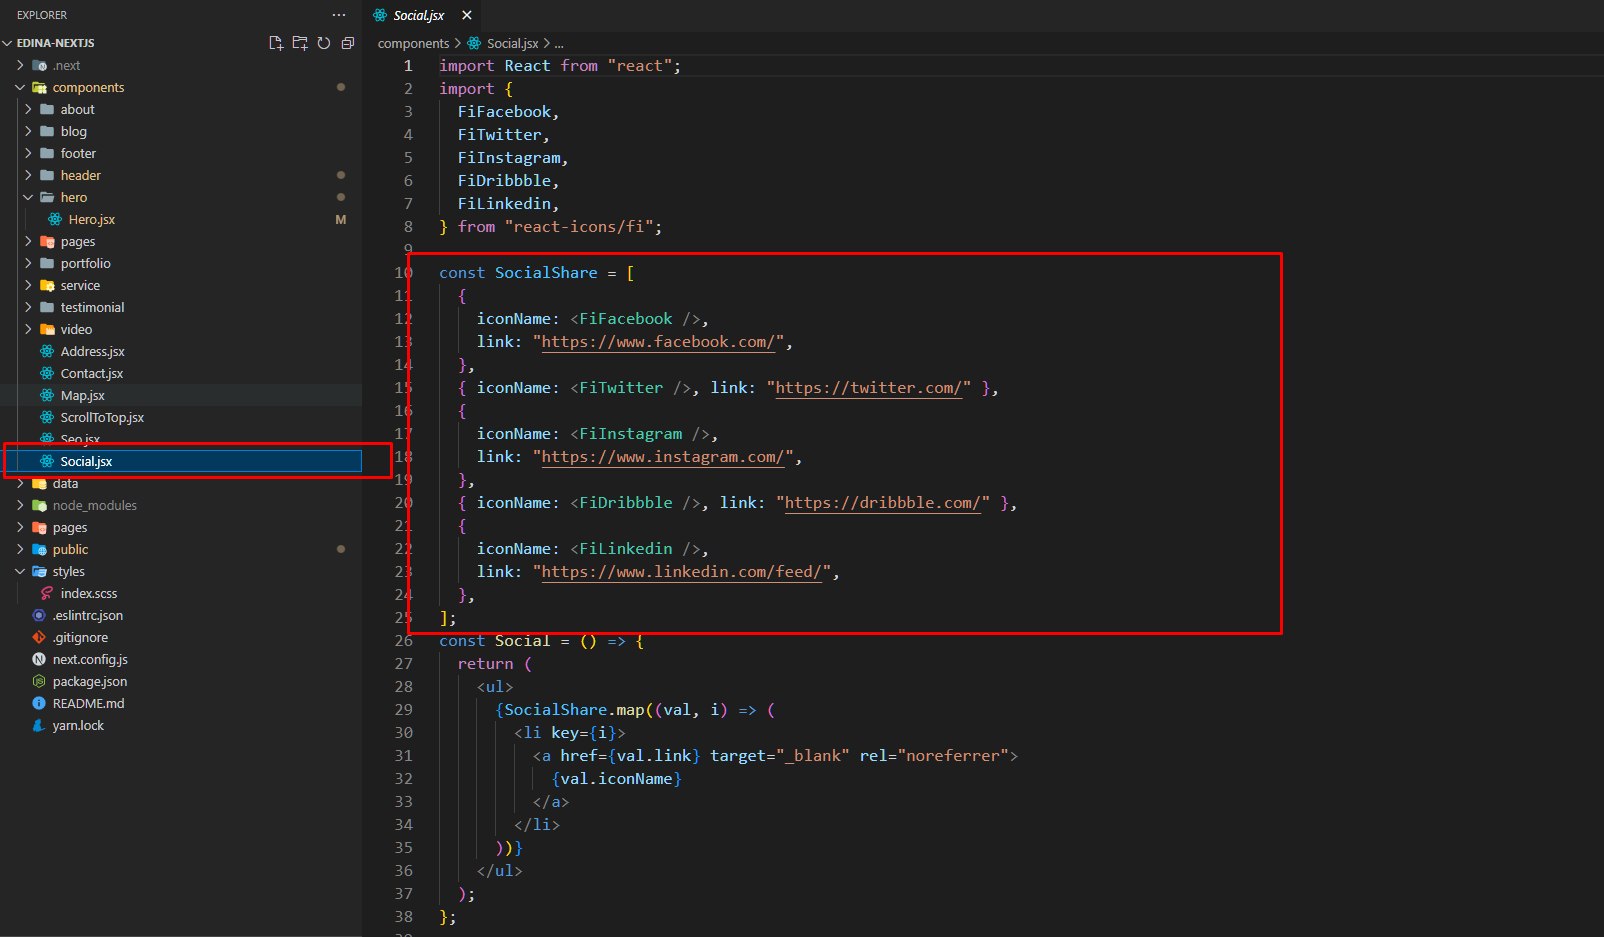 EXPLORER
EDINA-NEXTJS
.next
components
about
blog
footer
header
hero
Hero.jsx M
pages
portfolio
service
testimonial
video
Address.jsx
Contact.jsx
Map.jsx
ScrollToTop.jsx
Seo.jsx
Social.jsx
data
node_modules
pages
public
styles
index.scss
.eslintrc.json
.gitignore
next.config.js
package.json
README.md
yarn.lock
Social.jsx
components > Social.jsx > ...
1 import React from "react";
2 import {
3 FiFacebook,
4 FiTwitter,
5 FiInstagram,
6 FiDribbble,
7 FiLinkedin,
8 } from "react-icons/fi";
9
10 const SocialShare = [
11 {
12 iconName: <FiFacebook />,
13 link: "https://www.facebook.com/",
14 },
15 { iconName: <FiTwitter />, link: "https://twitter.com/" },
16 {
17 iconName: <FiInstagram />,
18 link: "https://www.instagram.com/",
19 },
20 { iconName: <FiDribbble />, link: "https://dribbble.com/" },
21 {
22 iconName: <FiLinkedin />,
23 link: "https://www.linkedin.com/feed/",
24 },
25 ];
26 const Social = () => {
27 return (
28 <ul>
29 {SocialShare.map((val, i) => (
30 <li key={i}>
31 <a href={val.link} target="_blank" rel="noreferrer">
32 {val.iconName}
33 </a>
34 </li>
35 ))}
36 </ul>
37 );
38 };